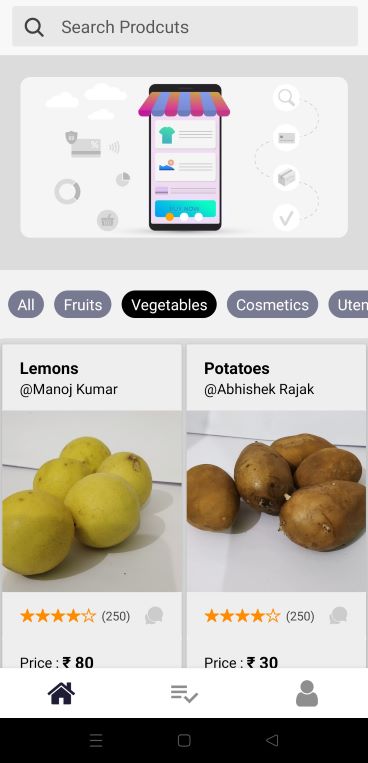 Search Prodcuts
BUY NOW
All Fruits Vegetables Cosmetics Uten
Lemons
@Manoj Kumar
Potatoes
@Abhishek Rajak
(250)
(250)
Price : ₹ 80
Price : ₹ 30